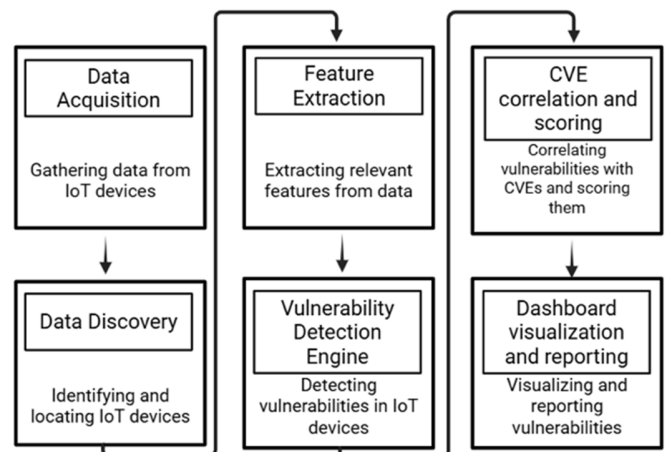 Data
Acquisition
Gathering data from
IoT devices
Data Discovery
Identifying and
locating IoT devices
Feature
Extraction
Extracting relevant
features from data
Vulnerability
Detection
Engine
Detecting
vulnerabilities in IoT
devices
CVE
correlation and
scoring
Correlating
vulnerabilities with
CVEs and scoring
them
Dashboard
visualization
and reporting
Visualizing and
reporting
vulnerabilities